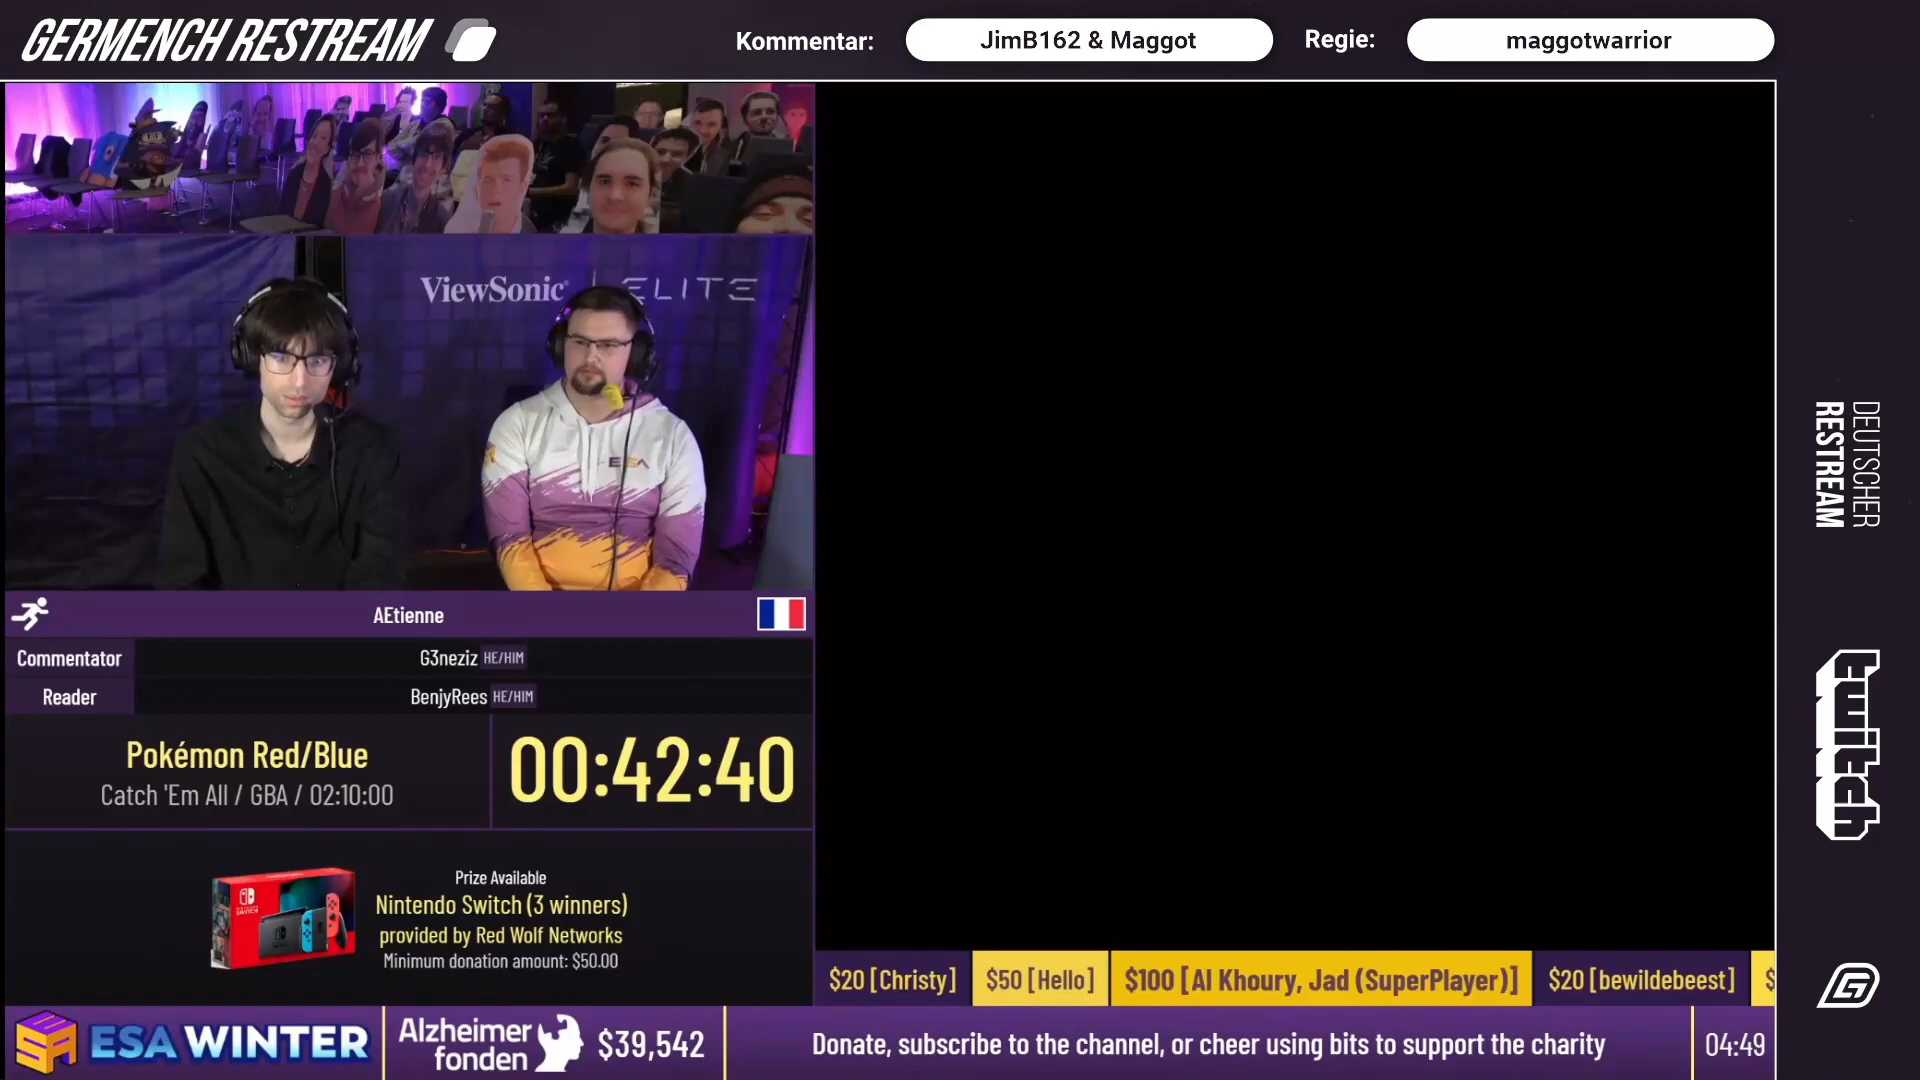 GERMENCH RESTREAM
Kommentar:
JimB162 & Maggot
Regie:
maggotwarrior
ViewSonic | ELITE
ESA
AEtienne
Commentator
G3neziz HE/HIM
Reader
BenjyRees HE/HIM
Pokémon Red/Blue
Catch 'Em All / GBA / 02:10:00
00:42:40
Prize Available
Nintendo Switch (3 winners)
provided by Red Wolf Networks
Minimum donation amount: $50.00
$20 [Christy]
$50 [Hello]
$100 [Al Khoury, Jad (SuperPlayer)]
$20 [bewildebeest]
$
ESA WINTER
Alzheimer
fonden
$39,542
Donate, subscribe to the channel, or cheer using bits to support the charity
04:49
DEUTSCHER
RESTREAM
twitch
G